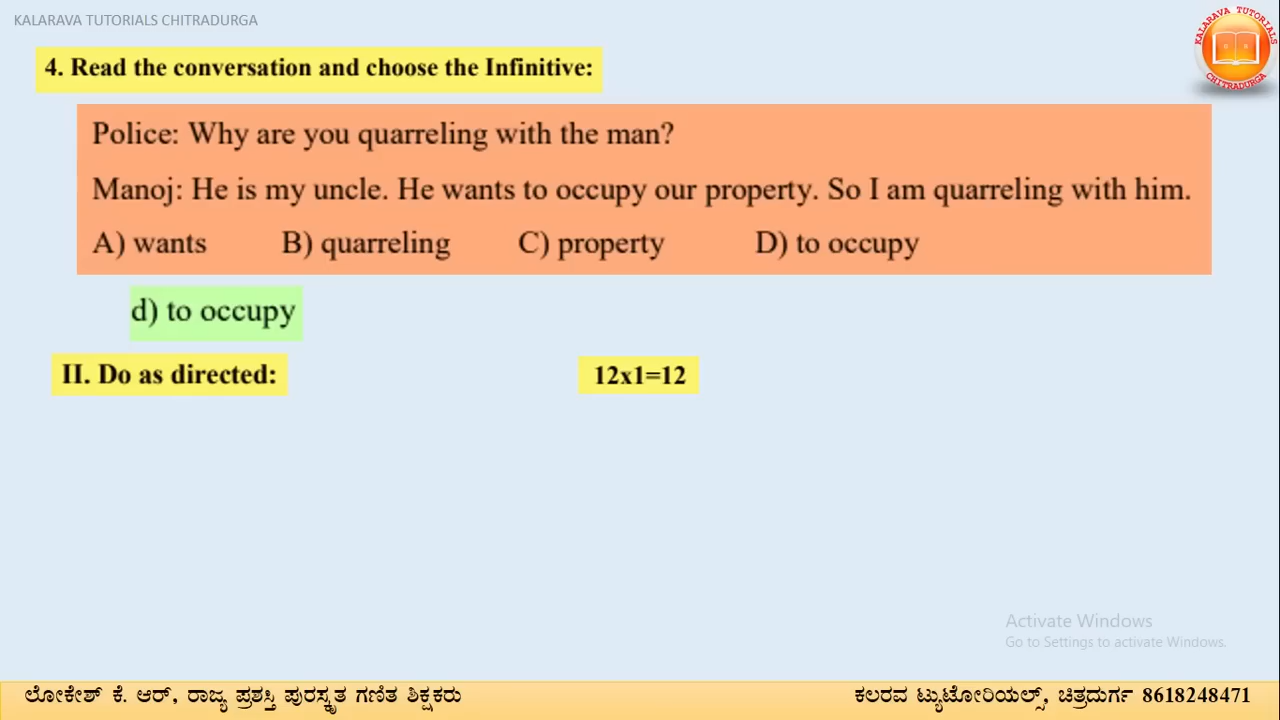 KALARAVA TUTORIALS CHITRADURGA
KALARAVA TUTORIALS
CHITRADURGA
4. Read the conversation and choose the Infinitive:
Police: Why are you quarreling with the man?
Manoj: He is my uncle. He wants to occupy our property. So I am quarreling with him.
A) wants B) quarreling C) property D) to occupy
d) to occupy
II. Do as directed: 12x1=12
Activate Windows
Go to Settings to activate Windows.
ಲೋಕೇಶ್ ಕೆ. ಆರ್, ರಾಜ್ಯ ಪ್ರಶಸ್ತಿ ಪುರಸ್ಕೃತ ಗಣಿತ ಶಿಕ್ಷಕರು ಕಲರವ ಟ್ಯುಟೋರಿಯಲ್ಸ್, ಚಿತ್ರದುರ್ಗ 8618248471